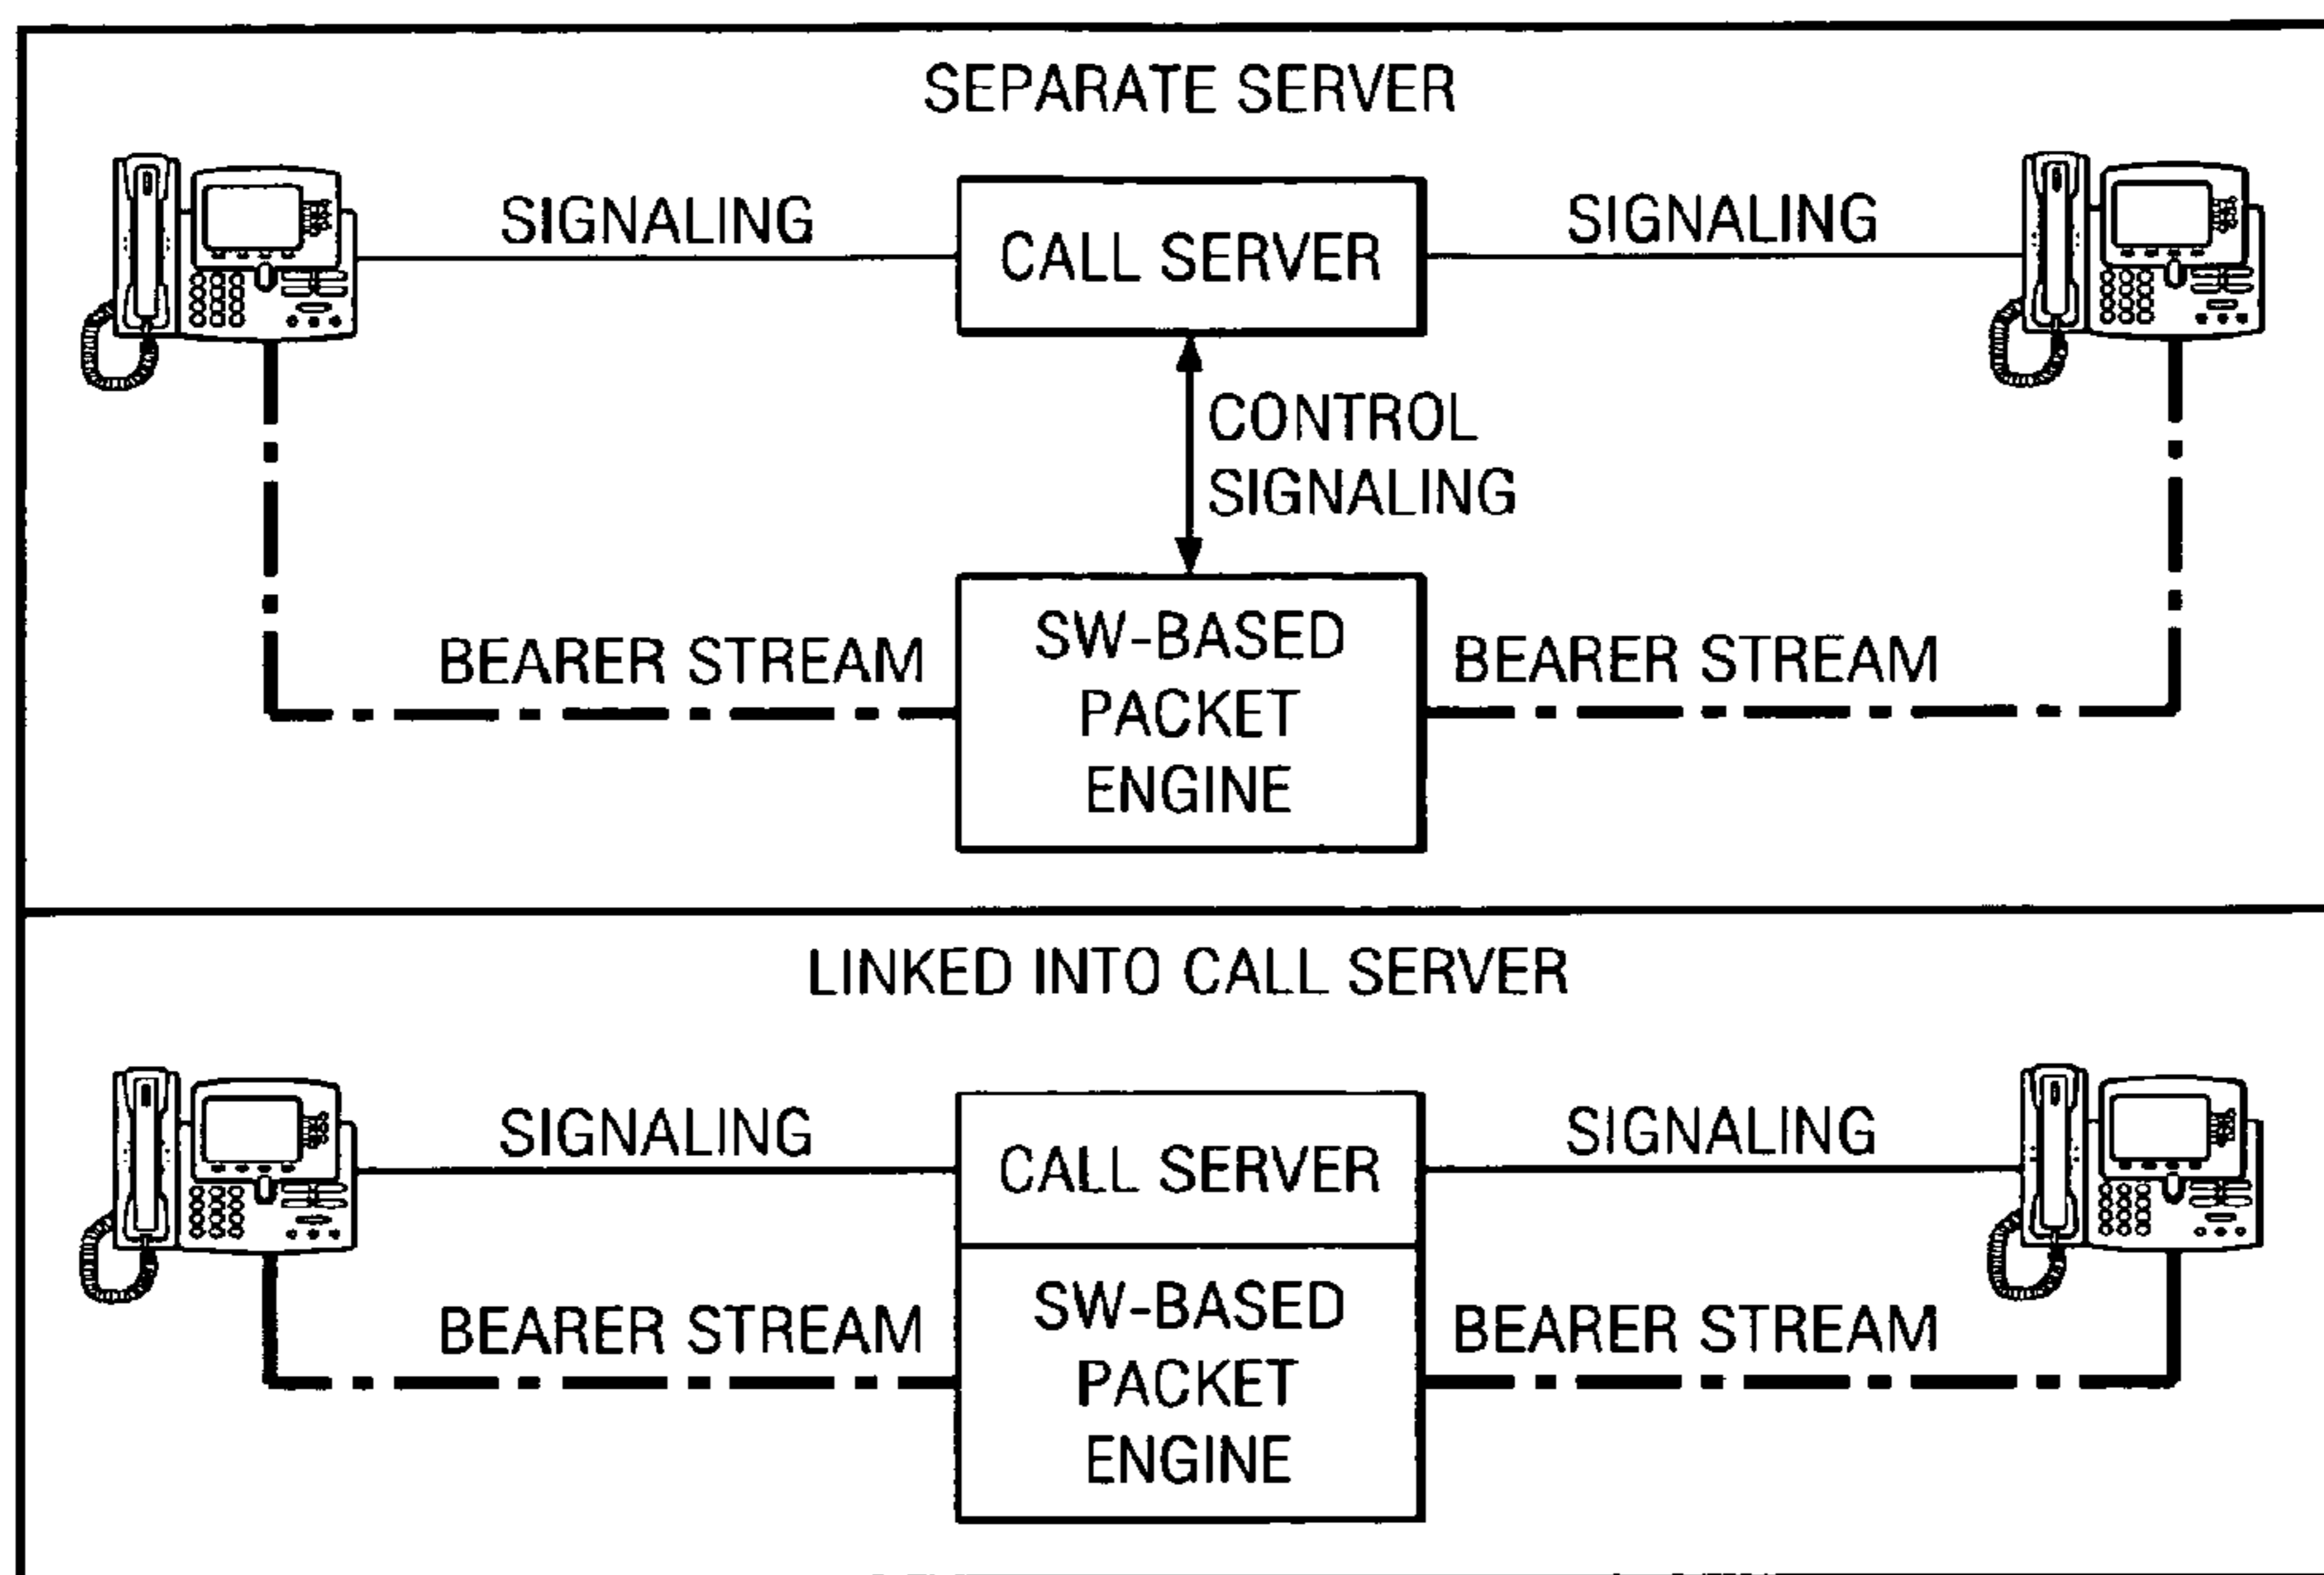 SEPARATE SERVER
SIGNALING
CALL SERVER
SIGNALING
CONTROL
SIGNALING
BEARER STREAM
SW-BASED
PACKET
ENGINE
BEARER STREAM
LINKED INTO CALL SERVER
SIGNALING
CALL SERVER
SIGNALING
BEARER STREAM
SW-BASED
PACKET
ENGINE
BEARER STREAM